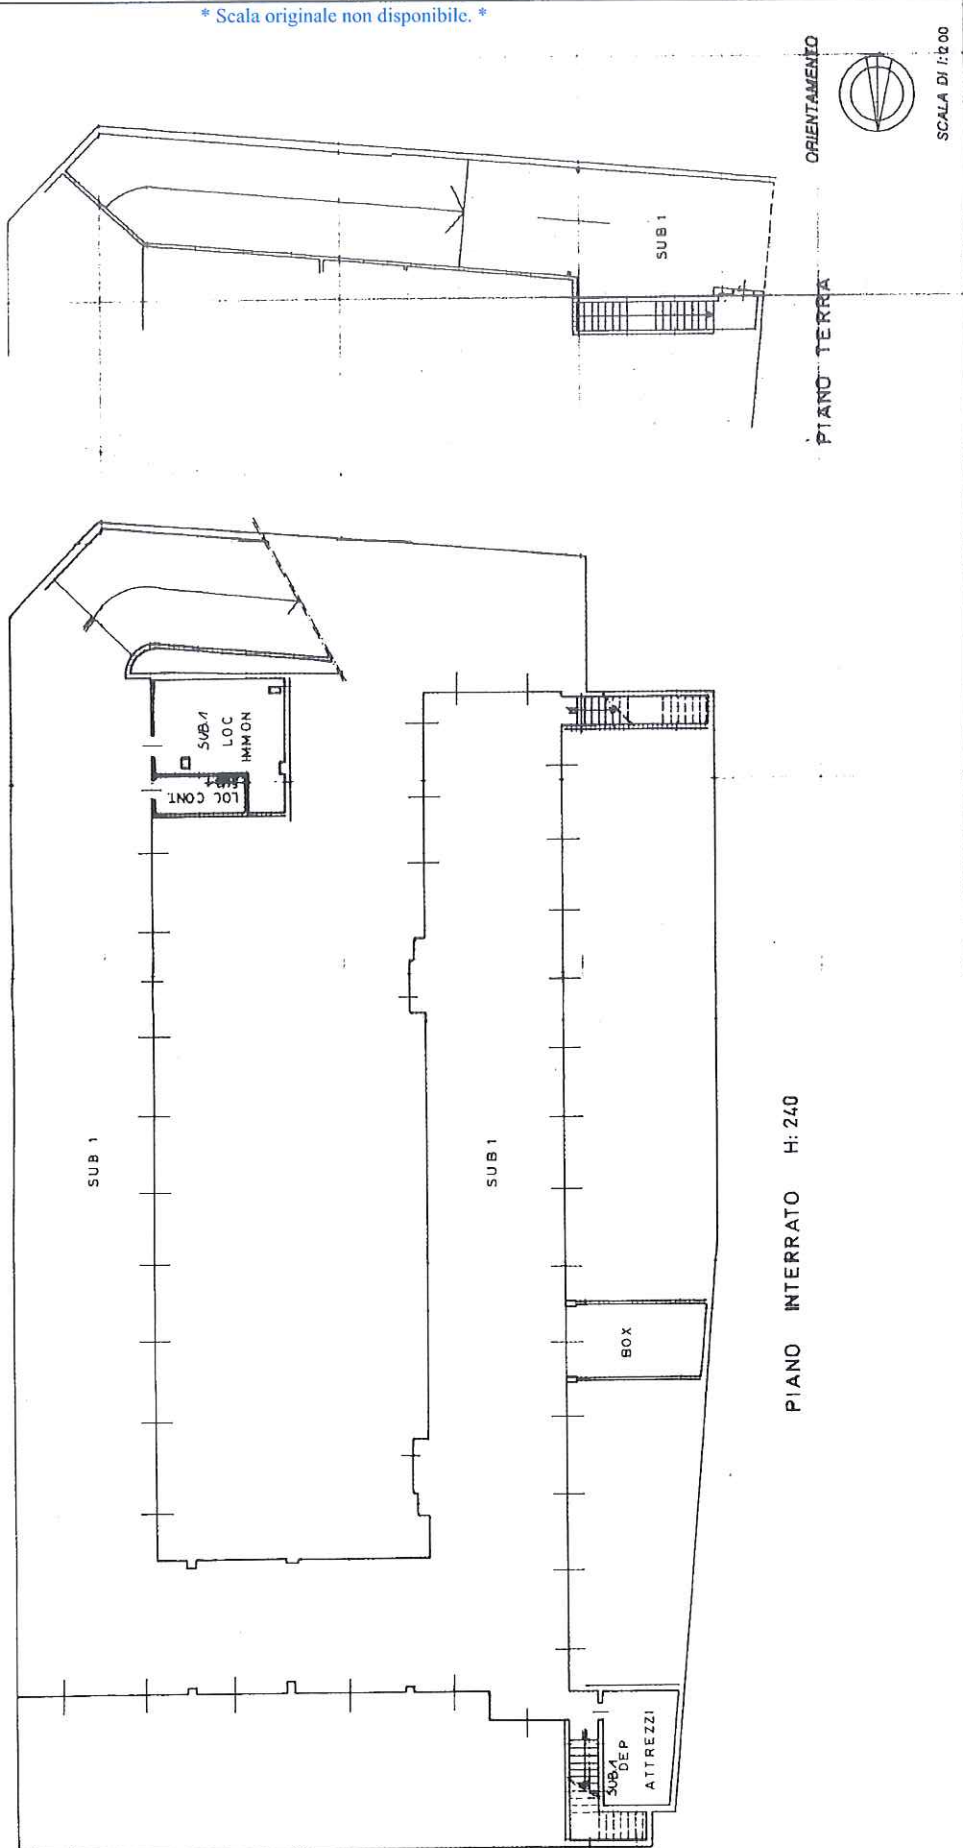 * Scala originale non disponibile. *
ORIENTAMENTO
SCALA DI 1:200
SUB 1
PIANO TERRA
SUB 1
LOC
IMMON
LOC CONT.
SUB 1
SUB 1
PIANO INTERRATO H: 240
BOX
SUB 1
DEP
ATTREZZI